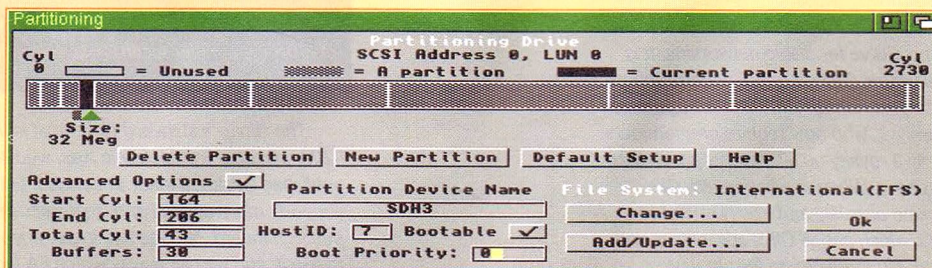 Partitioning
Partitioning Drive
SCSI Address 0, LUN 0
Cyl
0
= Unused
= A partition
= Current partition
Cyl
2730
Size:
32 Meg
Delete Partition
New Partition
Default Setup
Help
Advanced Options
Start Cyl: 164
End Cyl: 206
Total Cyl: 43
Buffers: 30
Partition Device Name
SDH3
HostID: 7
Bootable
Boot Priority: 0
File System: International(FFS)
Change...
Add/Update...
Ok
Cancel